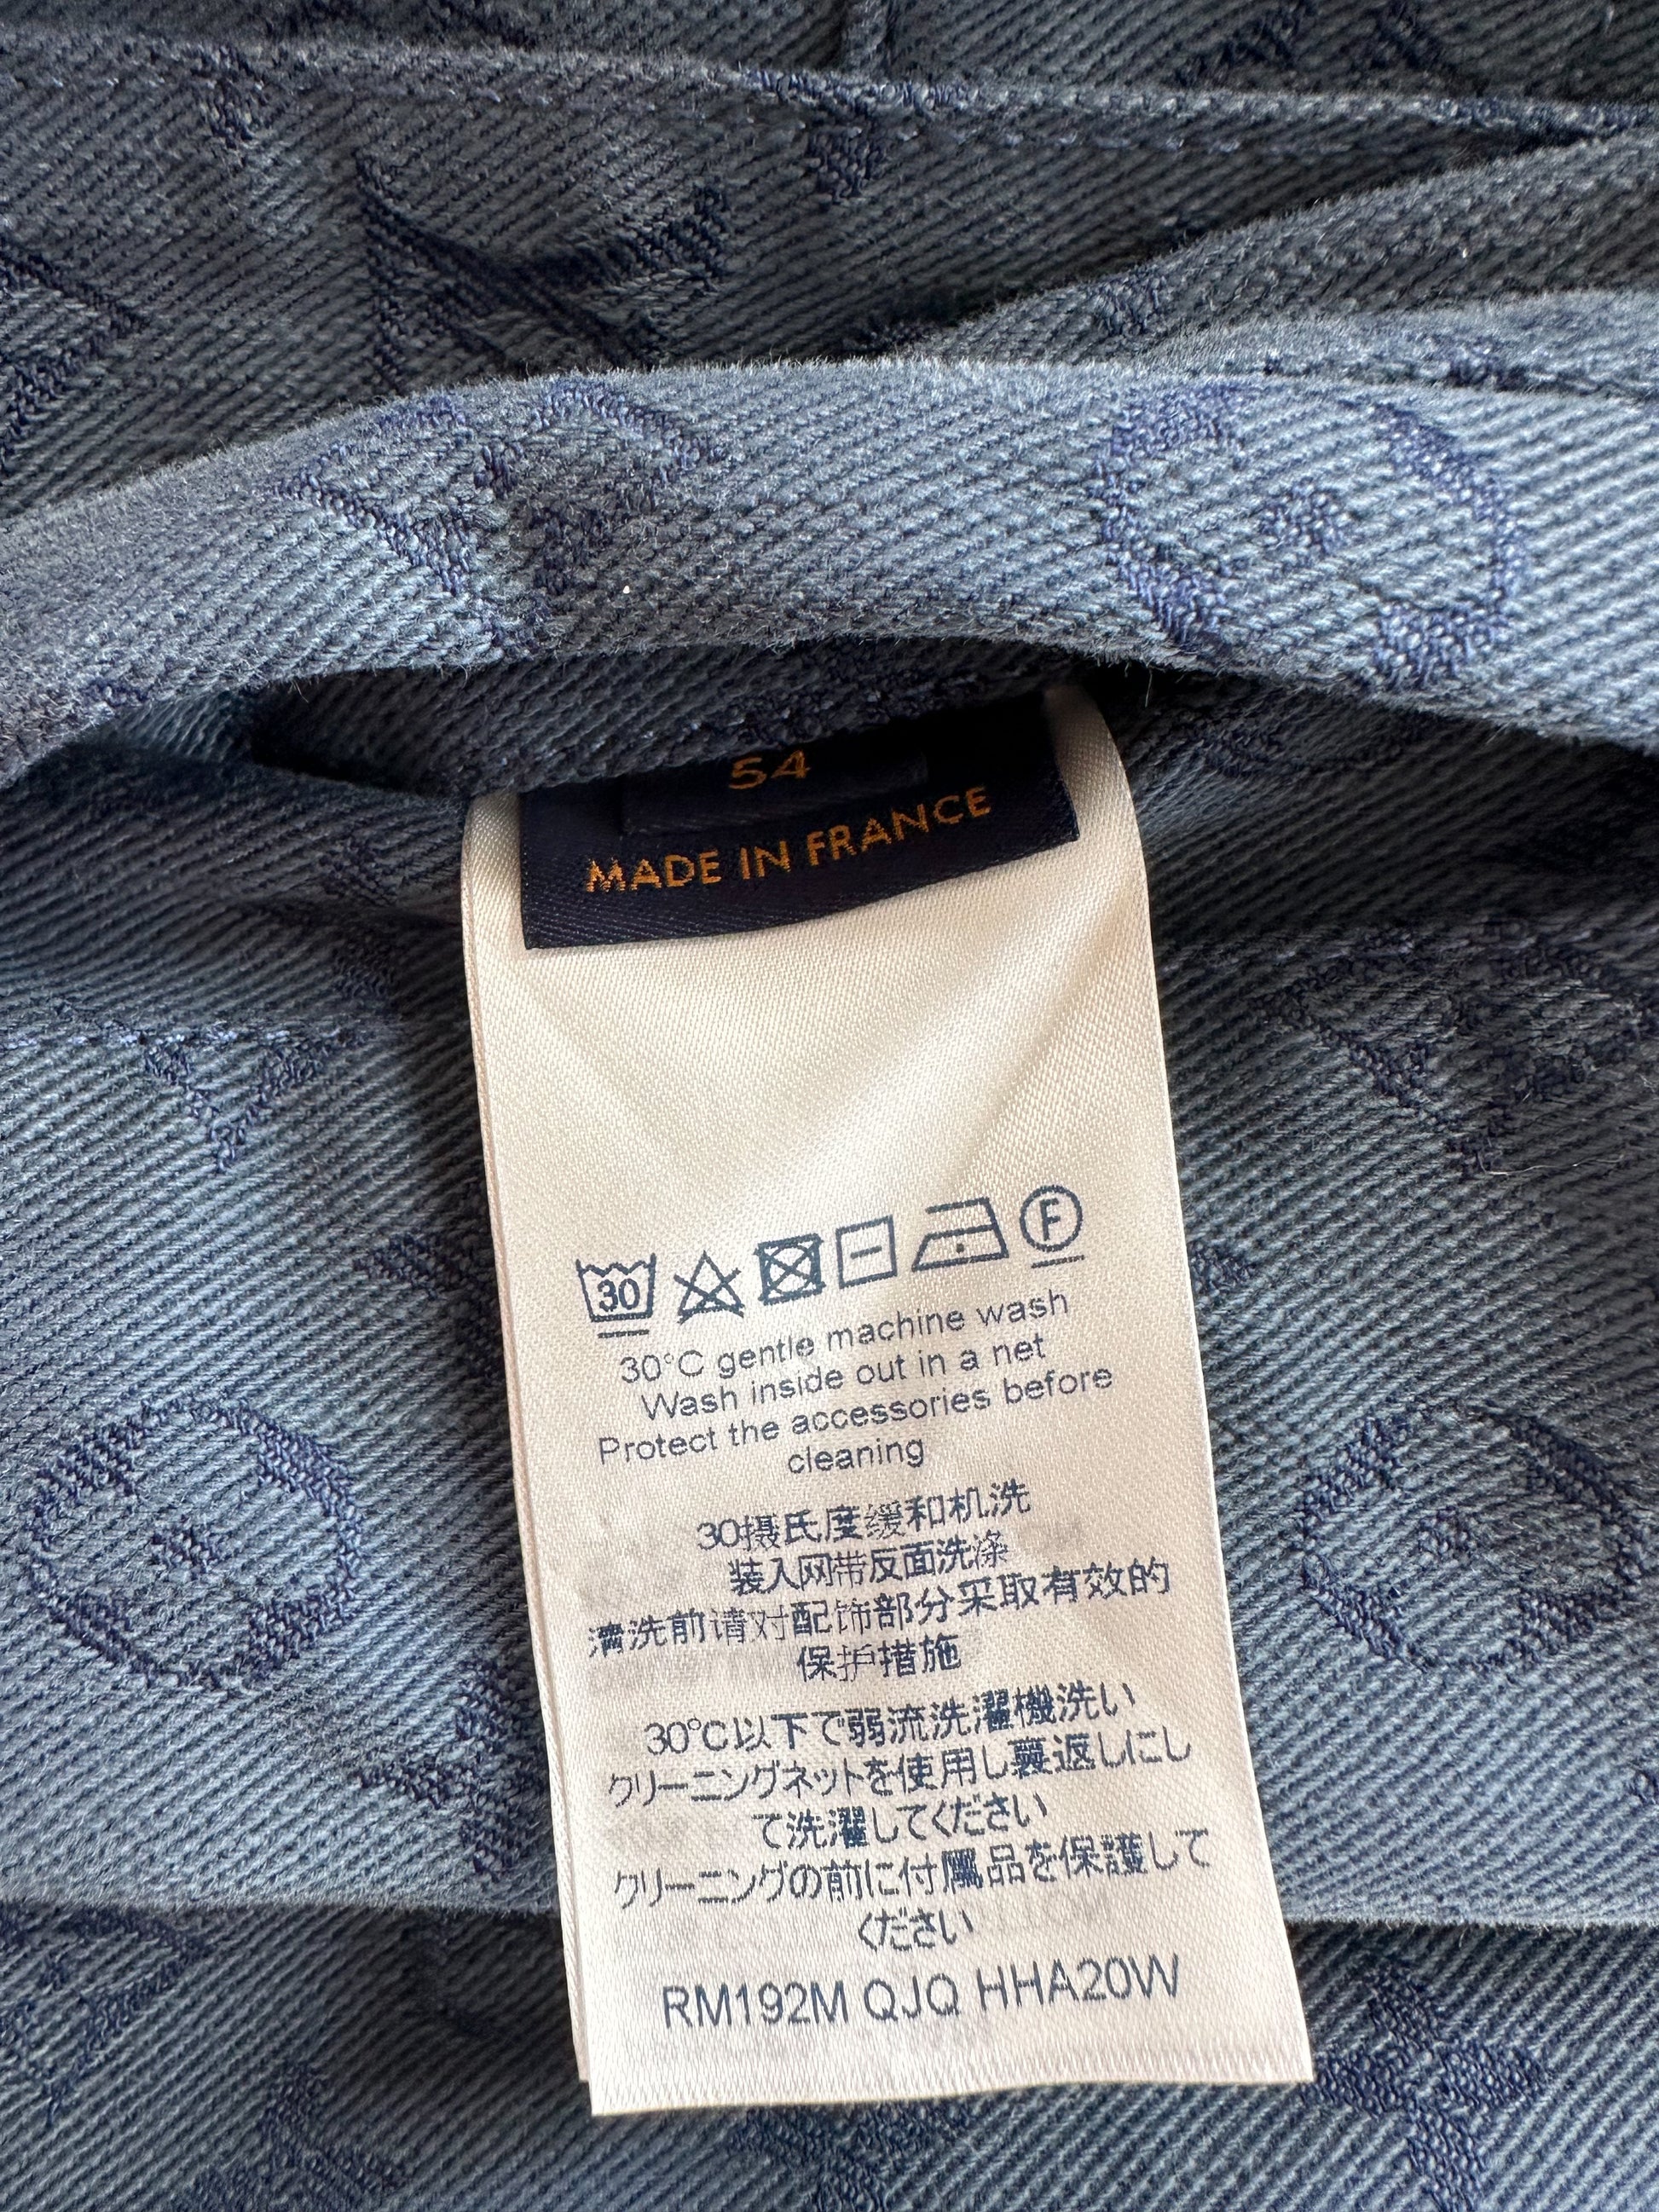 54
MADE IN FRANCE
30
F
30°C gentle machine wash
Wash inside out in a net
Protect the accessories before
cleaning
30摄氏度缓和机洗
装入网带反面洗涤
清洗前请对配饰部分采取有效的
保护措施
30℃以下で弱流洗濯機洗い
クリーニングネットを使用し裏返しにし
て洗濯してください
クリーニングの前に付属品を保護して
ください
RM192M QJQ HHA20W